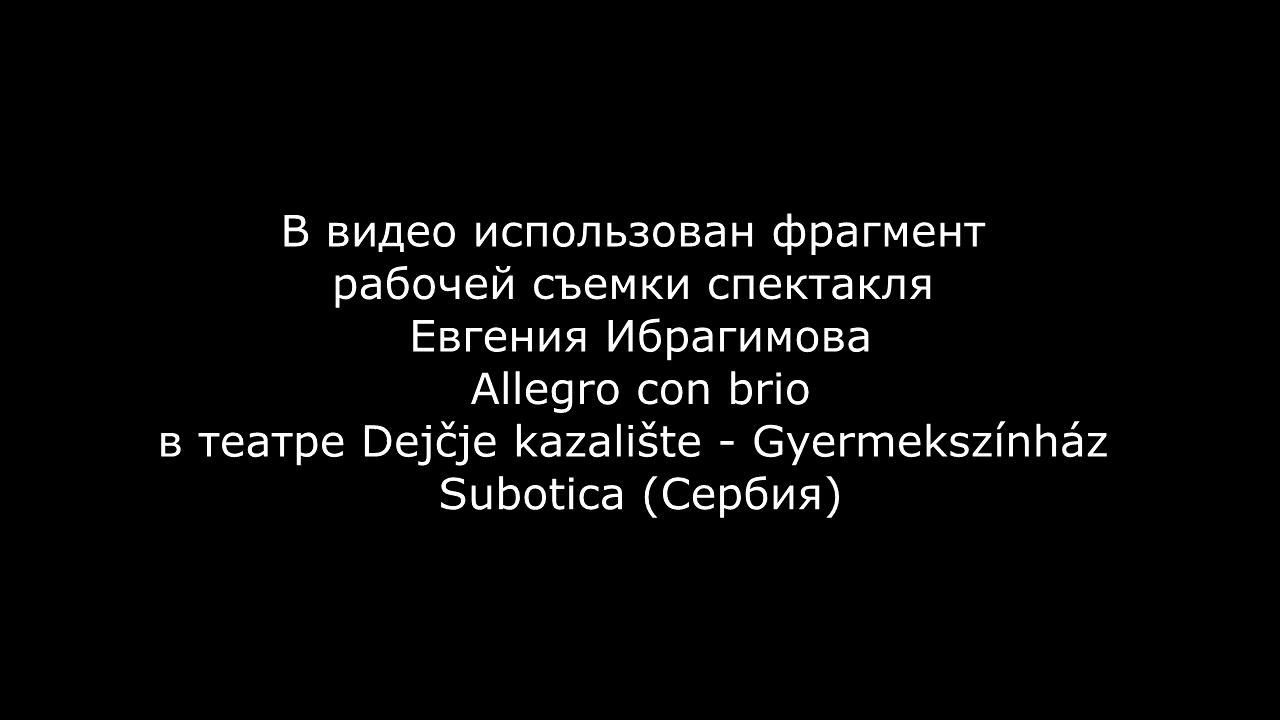 В видео использован фрагмент
рабочей съемки спектакля
Евгения Ибрагимова
Allegro con brio
в театре Dejčje kazalište - Gyermekszínház
Subotica (Сербия)